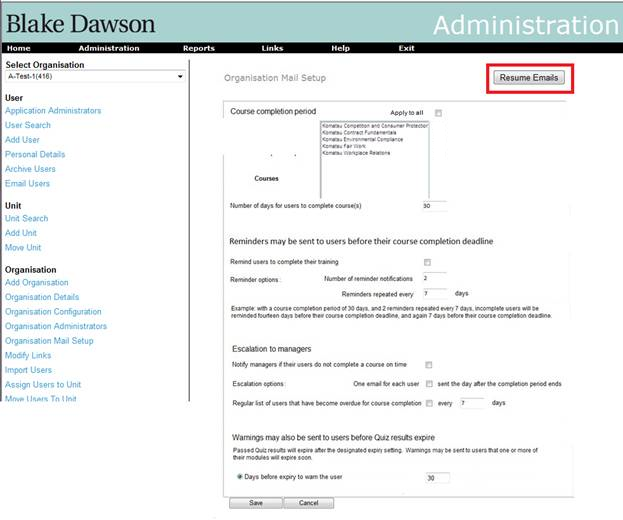 Blake Dawson
Administration
Home Administration Reports Links Help Exit
Select Organisation
A-Test-1(416)
User
Application Administrators
User Search
Add User
Personal Details
Archive Users
Email Users
Unit
Unit Search
Add Unit
Move Unit
Organisation
Add Organisation
Organisation Details
Organisation Configuration
Organisation Administrators
Organisation Mail Setup
Modify Links
Import Users
Assign Users to Unit
Move Users To Unit
Organisation Mail Setup
Resume Emails
Course completion period Apply to all
Komatsu Competition and Consumer Protection
Komatsu Contract Fundamentals
Komatsu Environmental Compliance
Komatsu Fair Work
Komatsu Workplace Relations
Courses
Number of days for users to complete course(s) 30
Reminders may be sent to users before their course completion deadline
Remind users to complete their training
Reminder options : Number of reminder notifications 2
Reminders repeated every 7 days
Example: with a course completion period of 30 days, and 2 reminders repeated every 7 days, incomplete users will be
reminded fourteen days before their course completion deadline, and again 7 days before their course completion deadline.
Escalation to managers
Notify managers if their users do not complete a course on time
Escalation options : One email for each user sent the day after the completion period ends
Regular list of users that have become overdue for course completion every 7 days
Warnings may also be sent to users before Quiz results expire
Passed Quiz results will expire after the designated expiry setting. Warnings may be sent to users that one or more of
their modules will expire soon.
Days before expiry to warn the user 30
Save Cancel